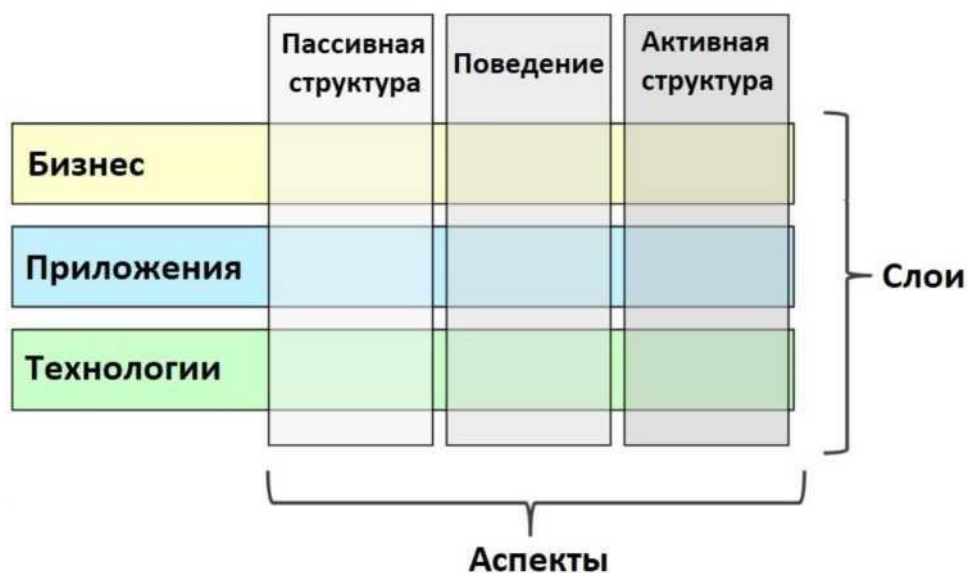 Пассивная
структура
Поведение
Активная
структура
Бизнес
Приложения
Технологии
Слои
Аспекты